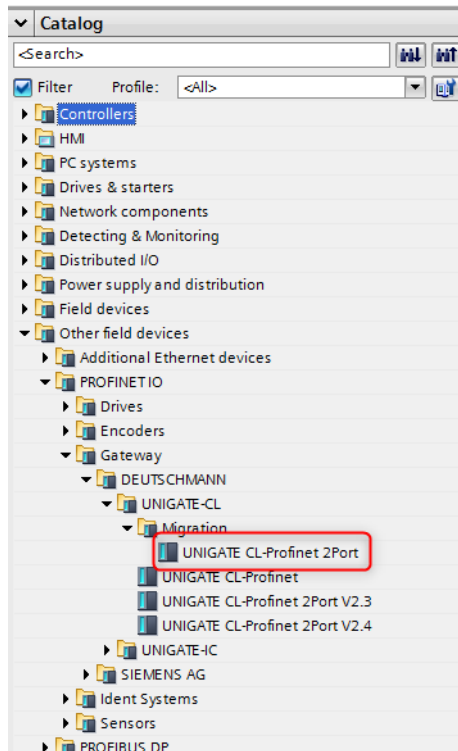 Catalog
<Search>
Filter Profile: <All>
Controllers
HMI
PC systems
Drives & starters
Network components
Detecting & Monitoring
Distributed I/O
Power supply and distribution
Field devices
Other field devices
Additional Ethernet devices
PROFINET IO
Drives
Encoders
Gateway
DEUTSCHMANN
UNIGATE-CL
Migration
UNIGATE CL-Profinet 2Port
UNIGATE CL-Profinet
UNIGATE CL-Profinet 2Port V2.3
UNIGATE CL-Profinet 2Port V2.4
UNIGATE-IC
SIEMENS AG
Ident Systems
Sensors
PROFIBUS DP